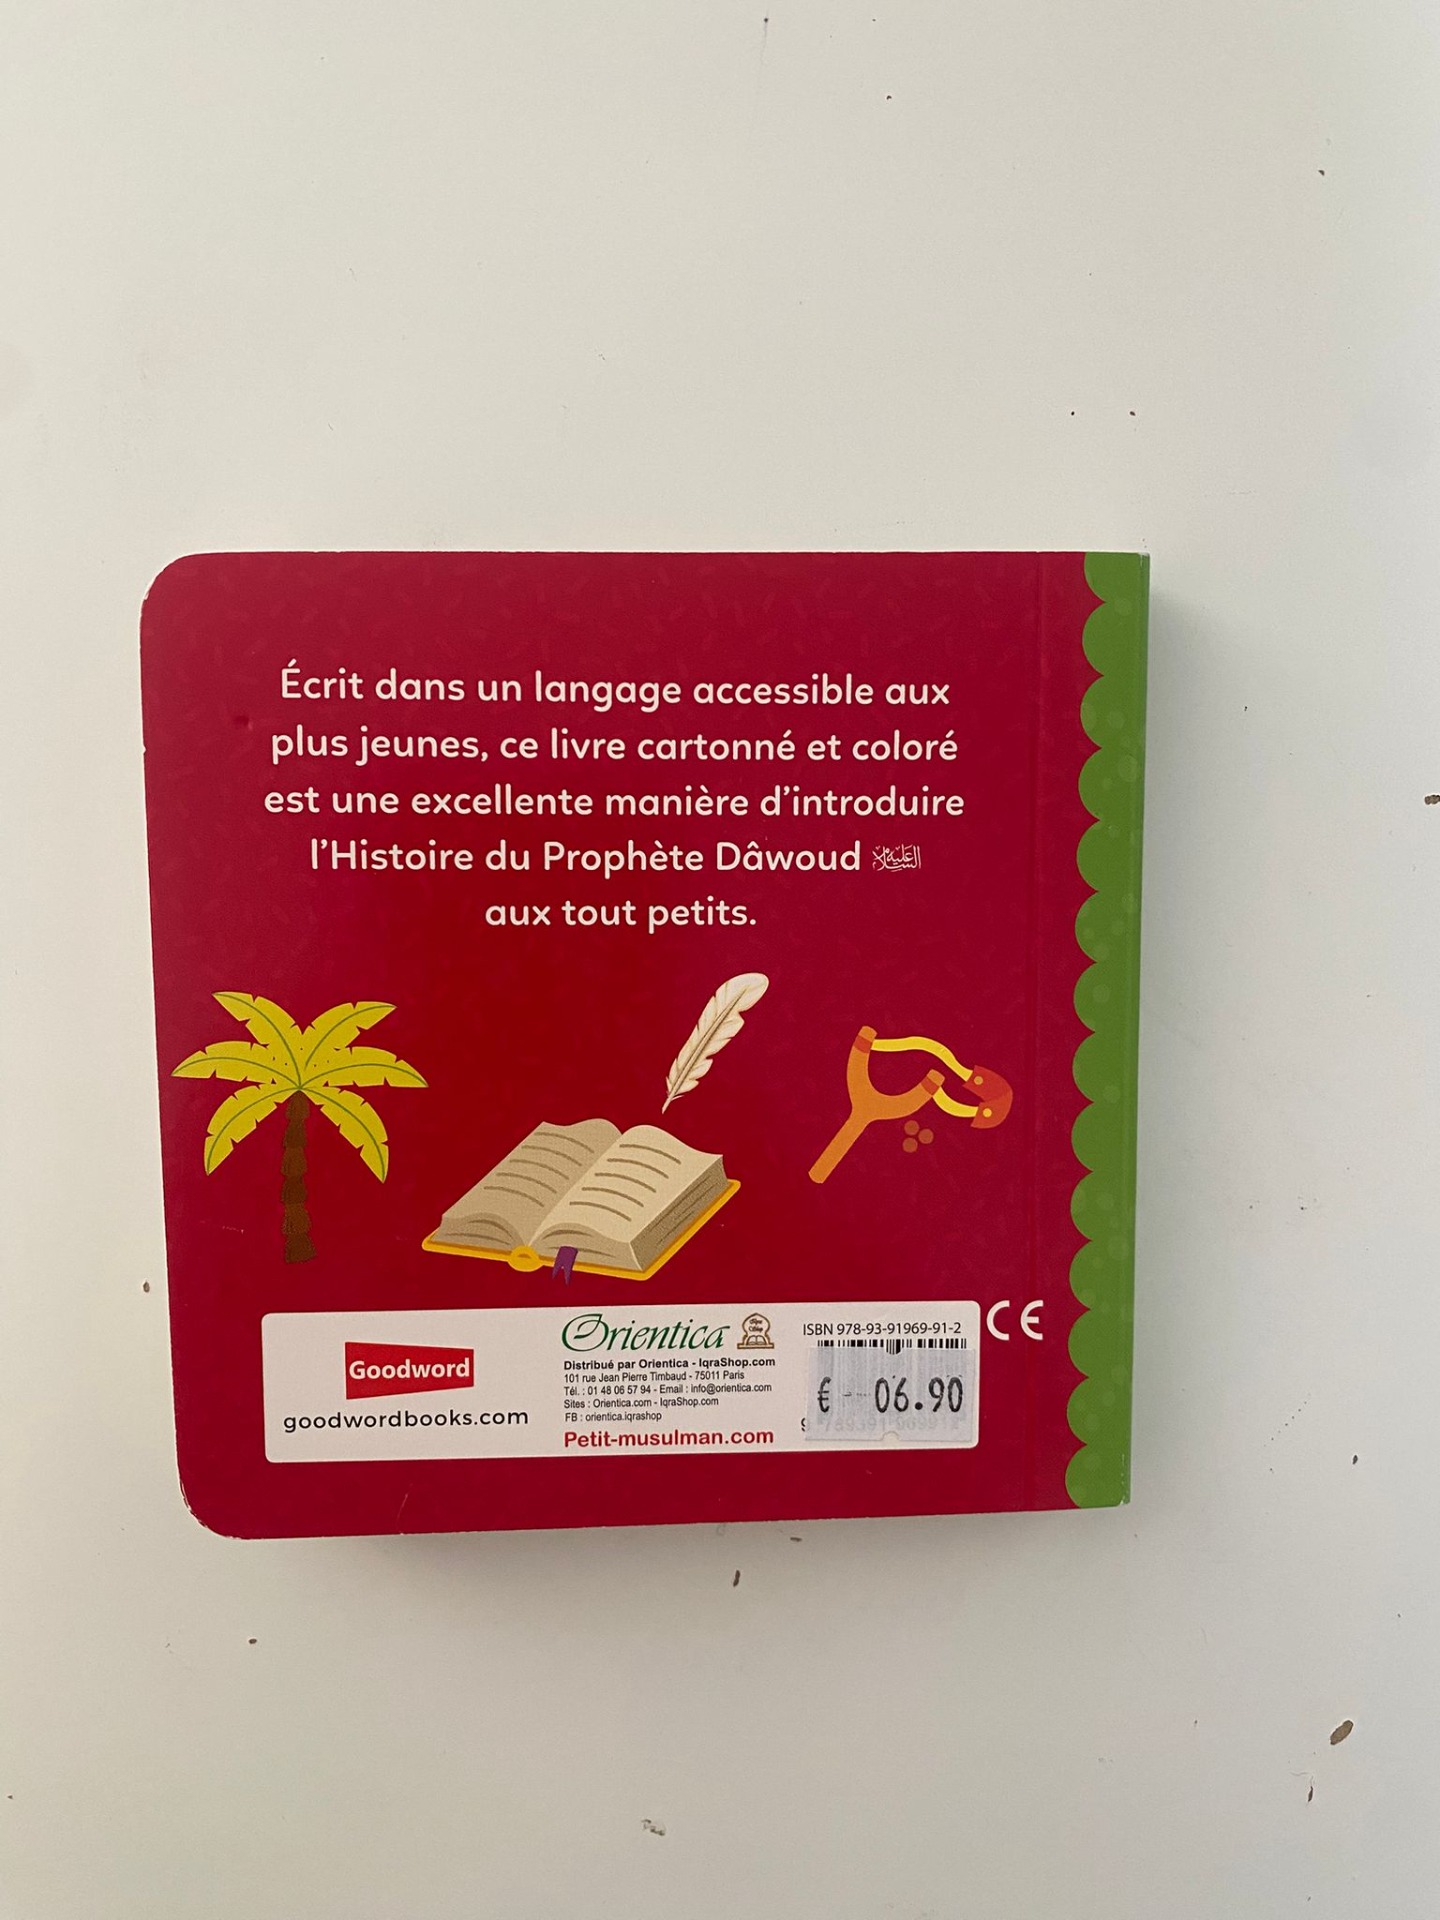 Écrit dans un langage accessible aux
plus jeunes, ce livre cartonné et coloré
est une excellente manière d'introduire
l'Histoire du Prophète Dâwoud عليه السلام
aux tout petits.
Goodword
goodwordbooks.com
Orientica
Distribué par Orientica - IqraShop.com
101 rue Jean Pierre Timbaud - 75011 Paris
Tél. : 01 48 06 57 94 - Email : info@orientica.com
Sites : Orientica.com - IqraShop.com
FB : orientica.iqrashop
Petit-musulman.com
ISBN 978-93-91969-91-2
€ - 06.90
CE